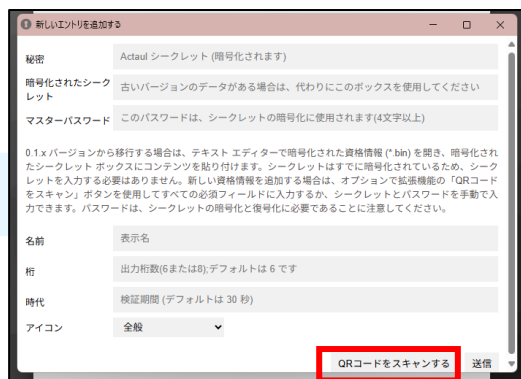 新しいエントリを追加する
秘密
Actaul シークレット (暗号化されます)
暗号化されたシーク
レット
古いバージョンのデータがある場合は、代わりにこのボックスを使用してください
マスターパスワード
このパスワードは、シークレットの暗号化に使用されます(4文字以上)
0.1.x バージョンから移行する場合は、テキスト エディターで暗号化された資格情報 (*.bin) を開き、暗号化され
たシークレット ボックスにコンテンツを貼り付けます。シークレットはすでに暗号化されているため、シーク
レットを入力する必要はありません。新しい資格情報を追加する場合は、オプションで拡張機能の「QRコード
をスキャン」ボタンを使用してすべての必須フィールドに入力するか、シークレットとパスワードを手動で入
力できます。パスワードは、シークレットの暗号化と復号化に必要であることに注意してください。
名前
表示名
桁
出力桁数(6または8);デフォルトは 6 です
時代
検証期間 (デフォルトは 30 秒)
アイコン
全般
QRコードをスキャンする
送信